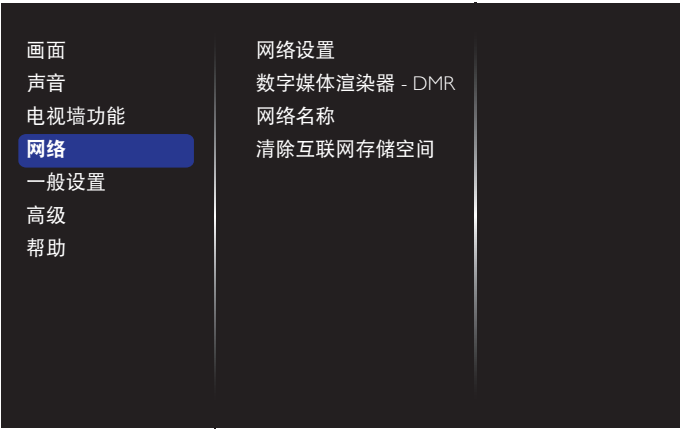 画面
声音
电视墙功能
网络
一般设置
高级
帮助
网络设置
数字媒体渲染器 - DMR
网络名称
清除互联网存储空间